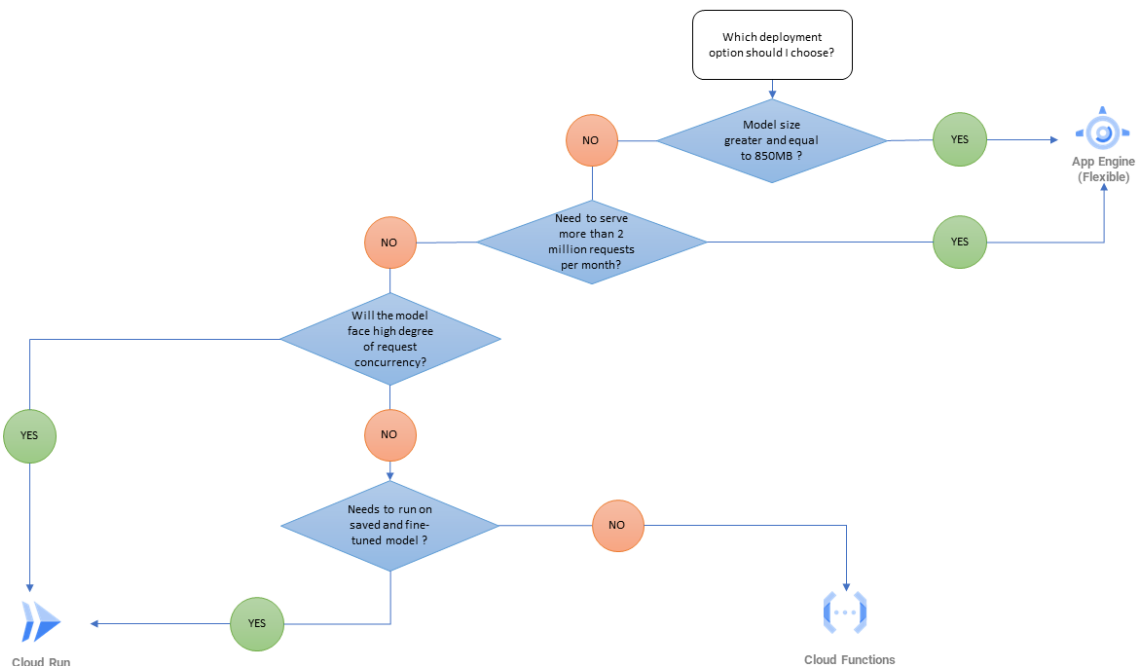 Which deployment
option should I choose?
NO
Model size
greater and equal
to 850MB ?
YES
App Engine
(Flexible)
NO
Need to serve
more than 2
million requests
per month?
YES
Will the model
face high degree
of request
concurrency?
YES
NO
Needs to run on
saved and fine-
tuned model ?
NO
YES
Cloud Run
Cloud Functions